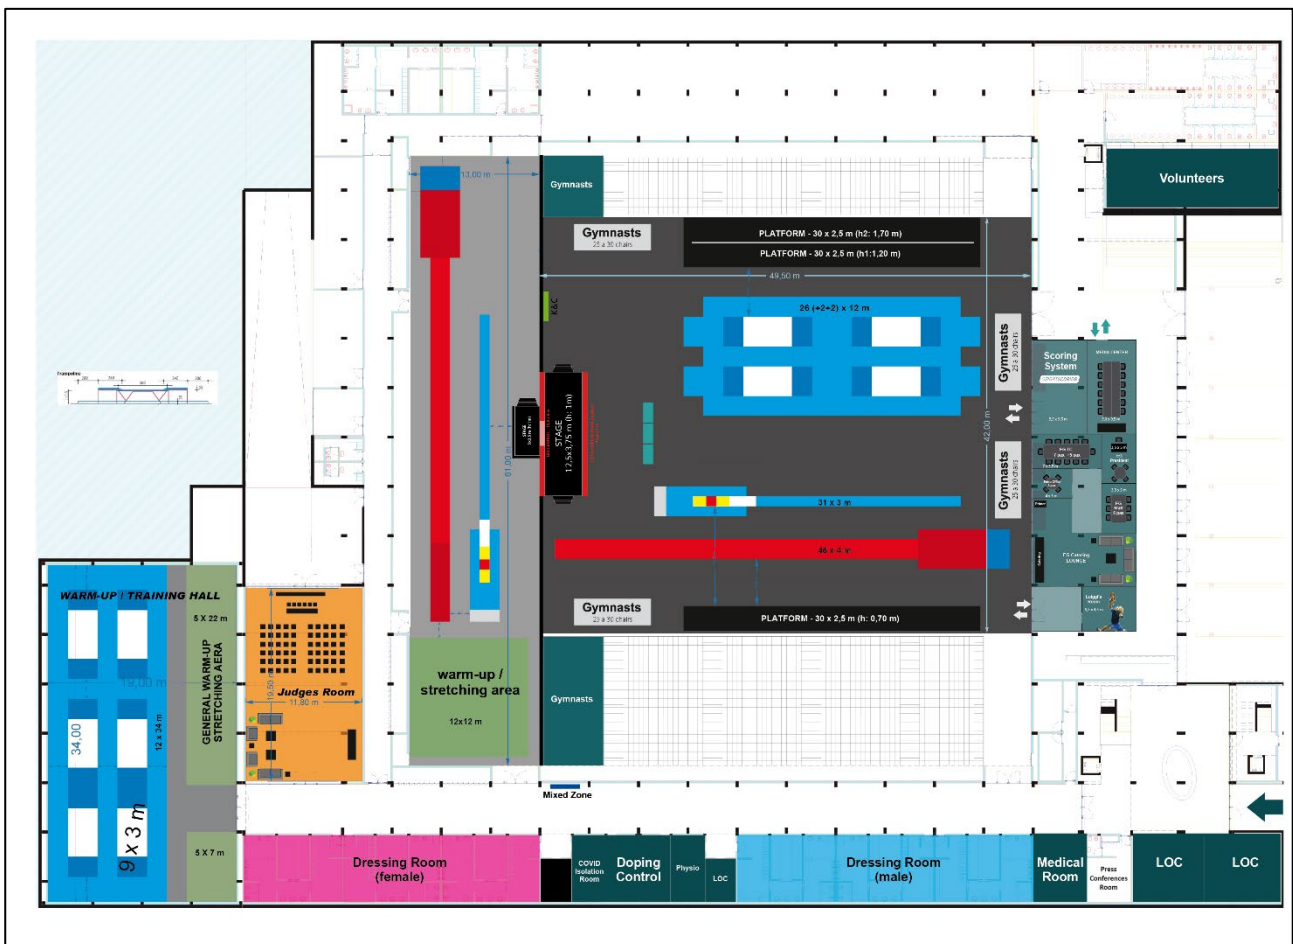 Volunteers
13,00 m
Gymnasts
Gymnasts
25 a 30 chairs
PLATFORM - 30 x 2,5 m (h2: 1,70 m)
PLATFORM - 30 x 2,5 m (h1:1,20 m)
49,50 m
K&C
26 (+2+2) x 12 m
Gymnasts
25 a 30 chairs
Scoring
System
Trampoline
STAGE
12,5x3,75 m (h: 1m)
STAGE
61,00 m
42,00 m
Gymnasts
25 a 30 chairs
31 x 3 m
46 x 4 m
LOUNGE
WARM-UP / TRAINING HALL
5 X 22 m
GENERAL WARM-UP
STRETCHING AERA
19,00 m
12 x 34 m
34,00
9 x 3 m
5 X 7 m
19,50 m
Judges Room
11,80 m
warm-up /
stretching area
12x12 m
Gymnasts
25 a 30 chairs
PLATFORM - 30 x 2,5 m (h: 0,70 m)
Gymnasts
Mixed Zone
Dressing Room
(female)
COVID
Isolation
Room
Doping
Control
Physio
LOC
Dressing Room
(male)
Medical
Room
Press
Conferences
Room
LOC
LOC